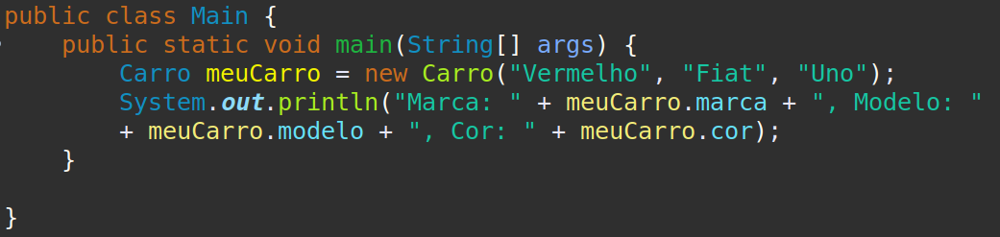 public class Main {
    public static void main(String[] args) {
        Carro meuCarro = new Carro("Vermelho", "Fiat", "Uno");
        System.out.println("Marca: " + meuCarro.marca + ", Modelo: "
        + meuCarro.modelo + ", Cor: " + meuCarro.cor);
    }
}